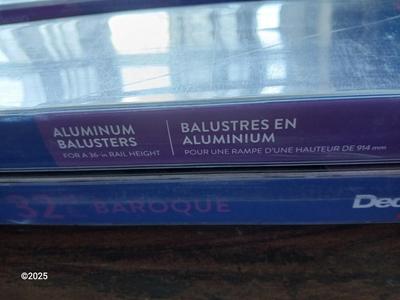 ALUMINUM
BALUSTERS
FOR A 36-in RAIL HEIGHT
BALUSTRES EN
ALUMINIUM
POUR UNE RAMPE D'UNE HAUTEUR DE 914 mm
32" BAROQUE
©2025